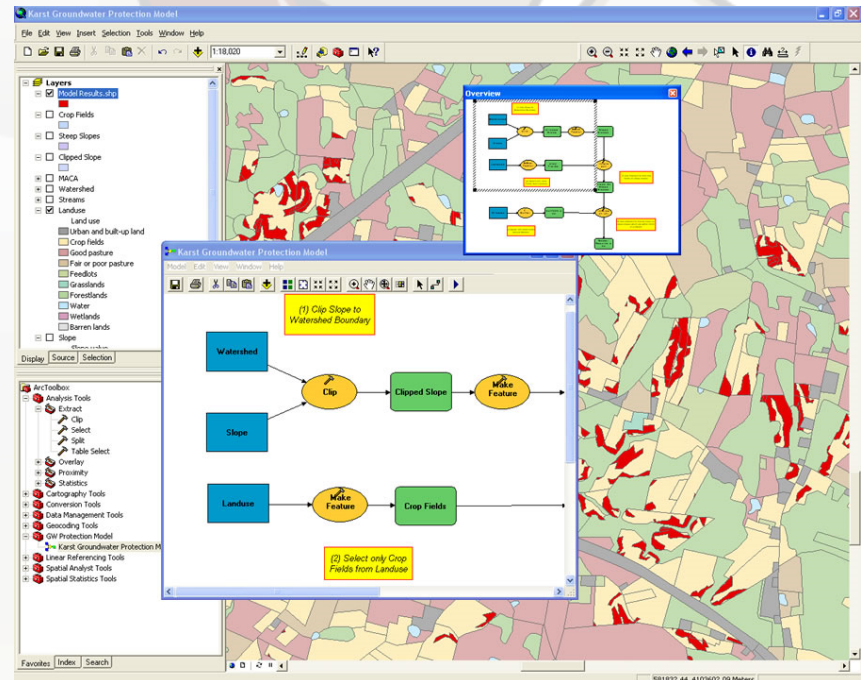 Karst Groundwater Protection Model
File Edit View Insert Selection Tools Window Help
1:18,020
Layers
Model Results.shp
Crop Fields
Steep Slopes
Clipped Slope
MACA
Watershed
Streams
Landuse
Land use
Urban and built-up land
Crop fields
Good pasture
Fair or poor pasture
Feedlots
Grasslands
Forestlands
Water
Wetlands
Barren lands
Slope
Display Source Selection
ArcToolbox
Analysis Tools
Extract
Clip
Select
Split
Table Select
Overlay
Proximity
Statistics
Cartography Tools
Conversion Tools
Data Management Tools
Geocoding Tools
GW Protection Model
Karst Groundwater Protection M
Linear Referencing Tools
Spatial Analyst Tools
Spatial Statistics Tools
Favorites Index Search
Overview
Karst Groundwater Protection Model
Model Edit View Window Help
(1) Clip Slope to
Watershed Boundary
Watershed
Clip
Clipped Slope
Make
Feature
Slope
Landuse
Make
Feature
Crop Fields
(2) Select only Crop
Fields from Landuse